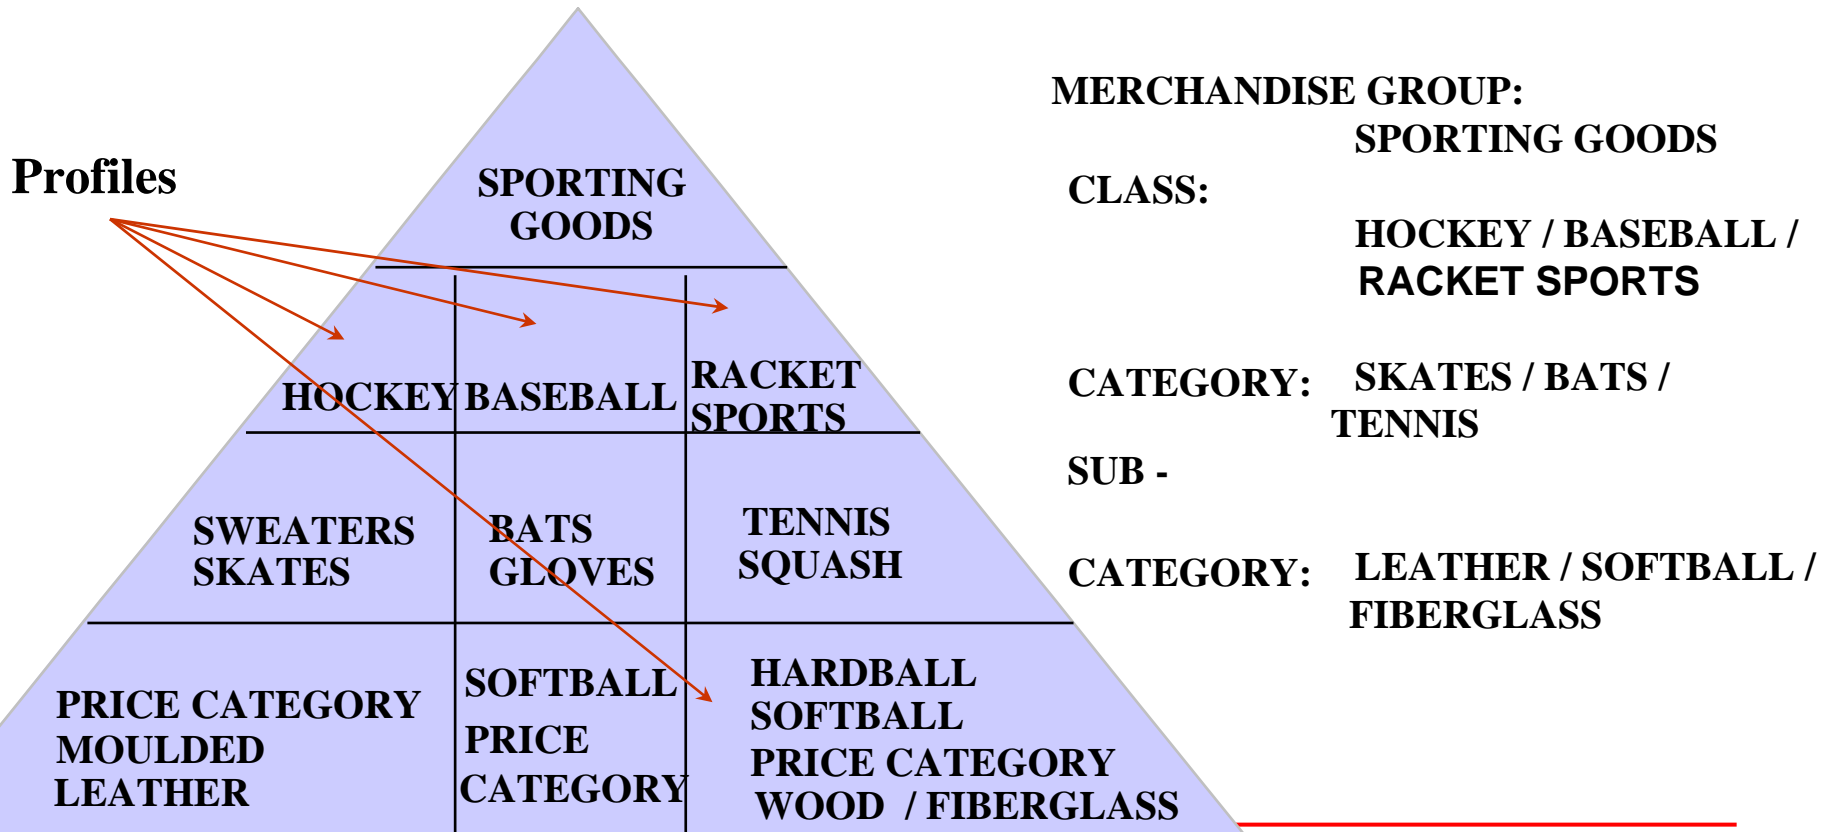 Profiles
SPORTING
GOODS
HOCKEY
BASEBALL
RACKET
SPORTS
SWEATERS
SKATES
BATS
GLOVES
TENNIS
SQUASH
PRICE CATEGORY
MOULDED
LEATHER
SOFTBALL
PRICE
CATEGORY
HARDBALL
SOFTBALL
PRICE CATEGORY
WOOD / FIBERGLASS
MERCHANDISE GROUP:
SPORTING GOODS
CLASS:
HOCKEY / BASEBALL /
RACKET SPORTS
CATEGORY: SKATES / BATS /
TENNIS
SUB -
CATEGORY: LEATHER / SOFTBALL /
FIBERGLASS